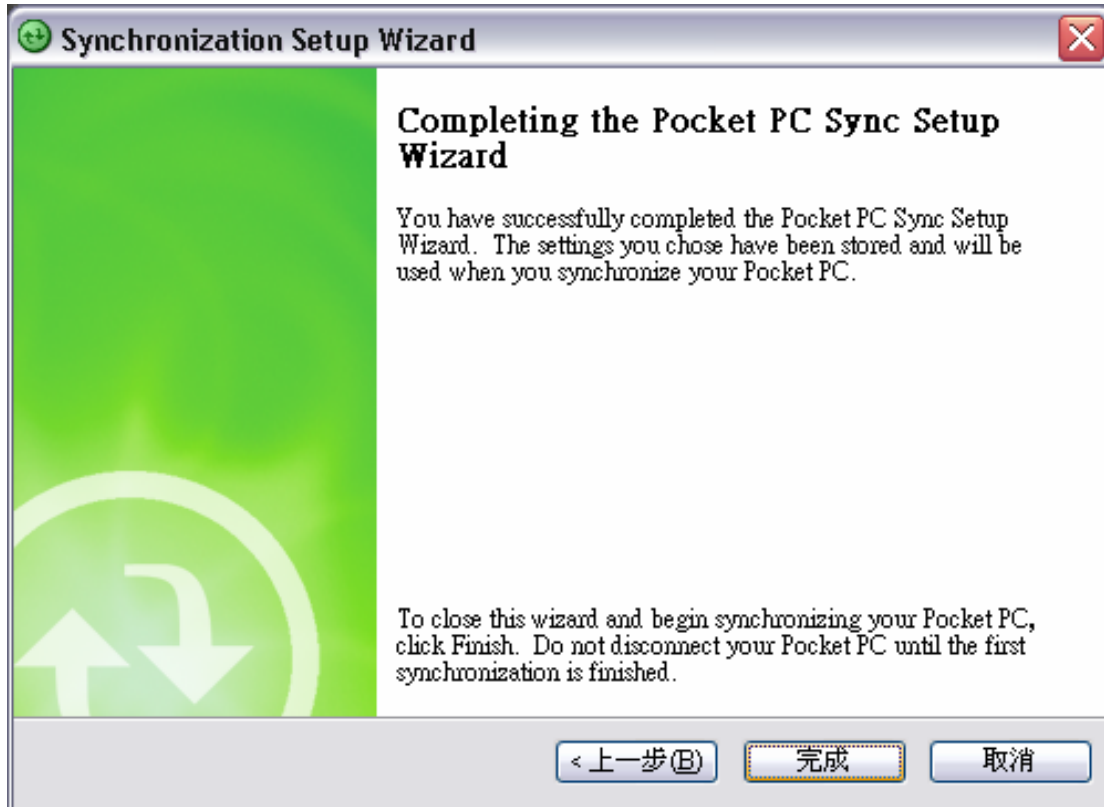 Synchronization Setup Wizard
Completing the Pocket PC Sync Setup
Wizard
You have successfully completed the Pocket PC Sync Setup
Wizard.  The settings you chose have been stored and will be
used when you synchronize your Pocket PC.
To close this wizard and begin synchronizing your Pocket PC,
click Finish.  Do not disconnect your Pocket PC until the first
synchronization is finished.
<上一步(B) 完成 取消